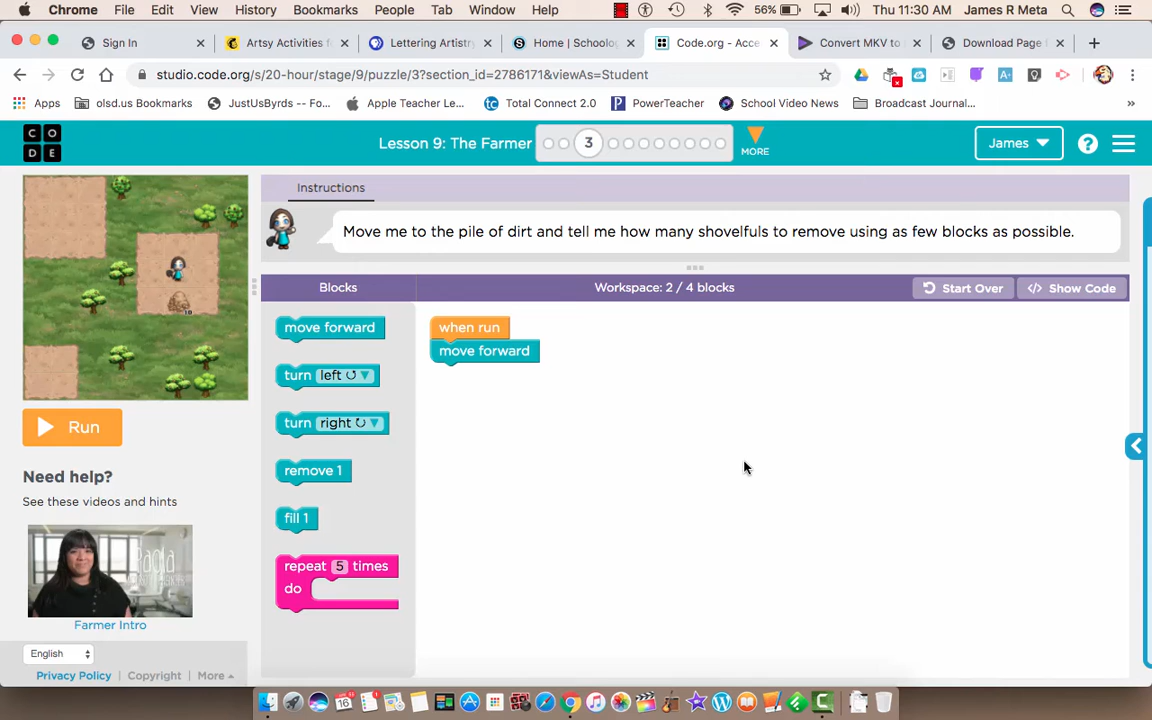 Chrome File Edit View History Bookmarks People Tab Window Help 56% Thu 11:30 AM James R Meta
Sign In
Artsy Activities f
Lettering Artistry
Home | Schoolog
Code.org - Acce
Convert MKV to
Download Page
studio.code.org/s/20-hour/stage/9/puzzle/3?section_id=2786171&viewAs=Student
Apps olsd.us Bookmarks JustUsByrds -- Fo... Apple Teacher Le... Total Connect 2.0 PowerTeacher School Video News Broadcast Journal... »
CODE
Lesson 9: The Farmer
3
MORE
James
?
Instructions
Move me to the pile of dirt and tell me how many shovelfuls to remove using as few blocks as possible.
Blocks
Workspace: 2 / 4 blocks
Start Over
</> Show Code
when run
move forward
move forward
turn left
turn right
remove 1
fill 1
repeat 5 times
do
10
Run
Need help?
See these videos and hints
Paola
Farmer Intro
English
Privacy Policy | Copyright | More